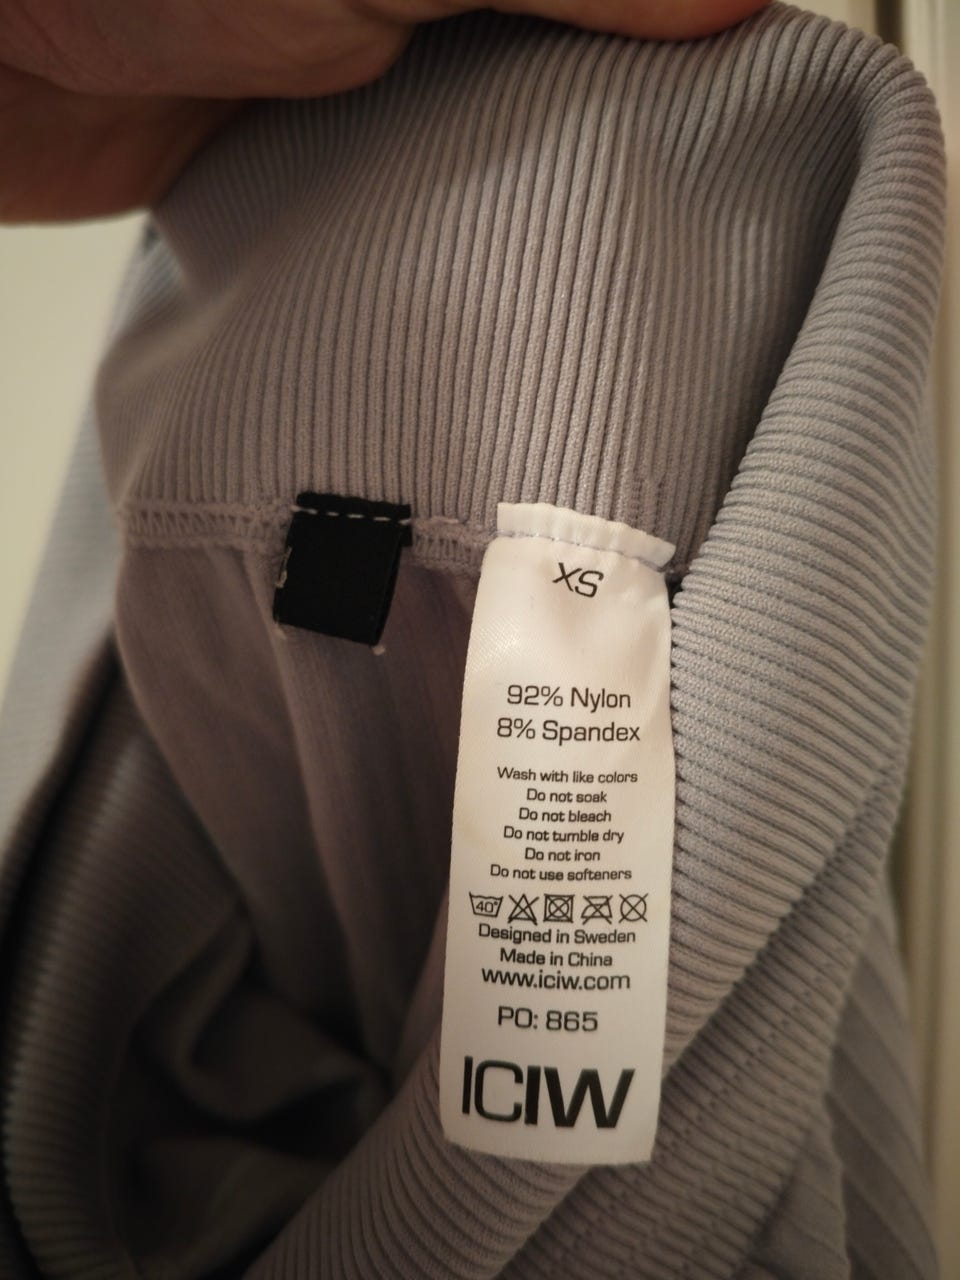 XS
92% Nylon
8% Spandex
Wash with like colors
Do not soak
Do not bleach
Do not tumble dry
Do not iron
Do not use softeners
40°
Designed in Sweden
Made in China
www.iciw.com
PO: 865
ICIW